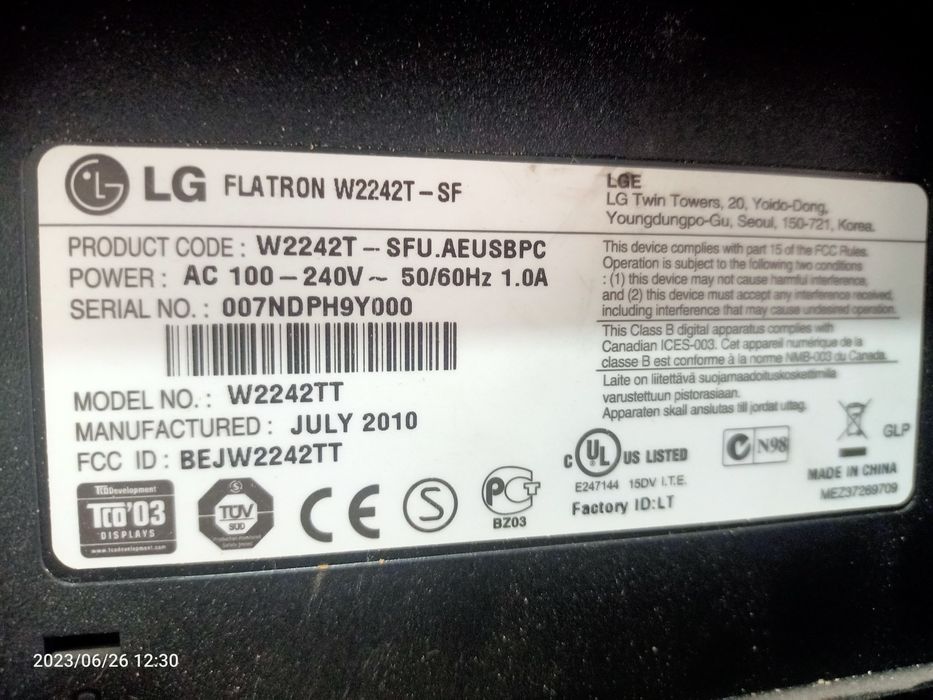 LG FLATRON W2242T-SF
PRODUCT CODE : W2242T - SFU.AEUSBPC
POWER : AC 100-240V~ 50/60Hz 1.0A
SERIAL NO. : 007NDPH9Y000
MODEL NO. : W2242TT
MANUFACTURED : JULY 2010
FCC ID : BEJW2242TT
LGE
LG Twin Towers, 20, Yoido-Dong,
Youngdungpo-Gu, Seoul, 150-721, Korea.
This device complies with part 15 of the FCC Rules.
Operation is subject to the following two conditions
: (1) this device may not cause harmful interference,
and (2) this device must accept any interference received,
including interference that may cause undesired operation.
This Class B digital apparatus complies with
Canadian ICES-003. Cet appareil numérique de la
classe B est conforme à la norme NMB-003 du Canada.
Laite on liitettävä suojamaadoituskoskettimilla
varustettuun pistorasiaan.
Apparaten skall anslutas till jordat uttag.
TCODevelopment
TCO'03
DISPLAYS
www.tcodevelopment.com
TÜV
SÜD
CE
S
PCT
BZ03
c UL US LISTED
E247144 15DV I.T.E.
Factory ID:LT
N98
GLP
MADE IN CHINA
MEZ37269709
2023/06/26 12:30